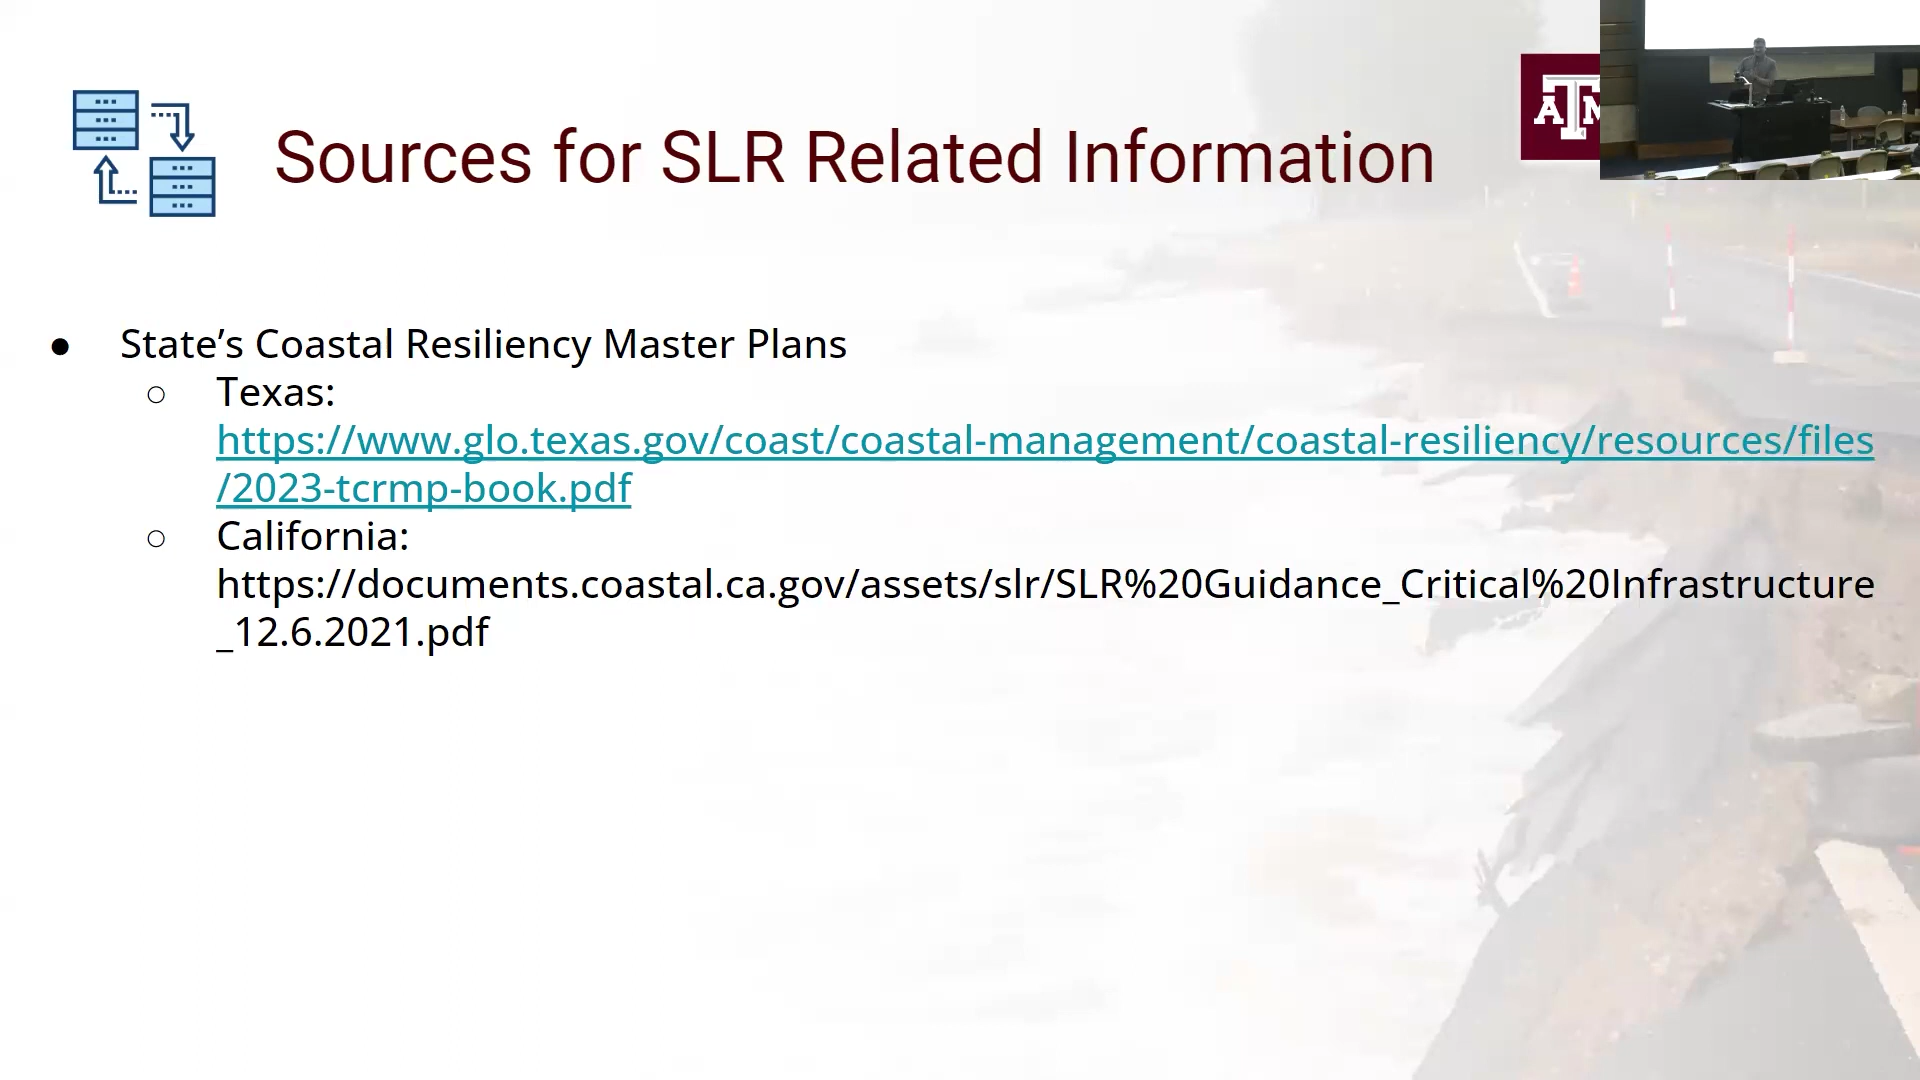 Sources for SLR Related Information
ATM
● State’s Coastal Resiliency Master Plans
○ Texas:
https://www.glo.texas.gov/coast/coastal-management/coastal-resiliency/resources/files
/2023-tcrmp-book.pdf
○ California:
https://documents.coastal.ca.gov/assets/slr/SLR%20Guidance_Critical%20Infrastructure
_12.6.2021.pdf